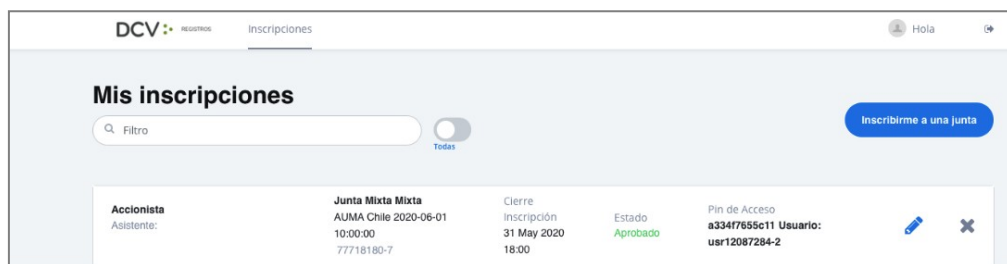 DCV REGISTROS Inscripciones Hola
Mis inscripciones
Filtro
Todas
Inscribirme a una junta
Accionista
Asistente:
Junta Mixta Mixta
AUMA Chile 2020-06-01
10:00:00
77718180-7
Cierre
Inscripción
31 May 2020
18:00
Estado
Aprobado
Pin de Acceso
a334f7655c11 Usuario:
usr12087284-2